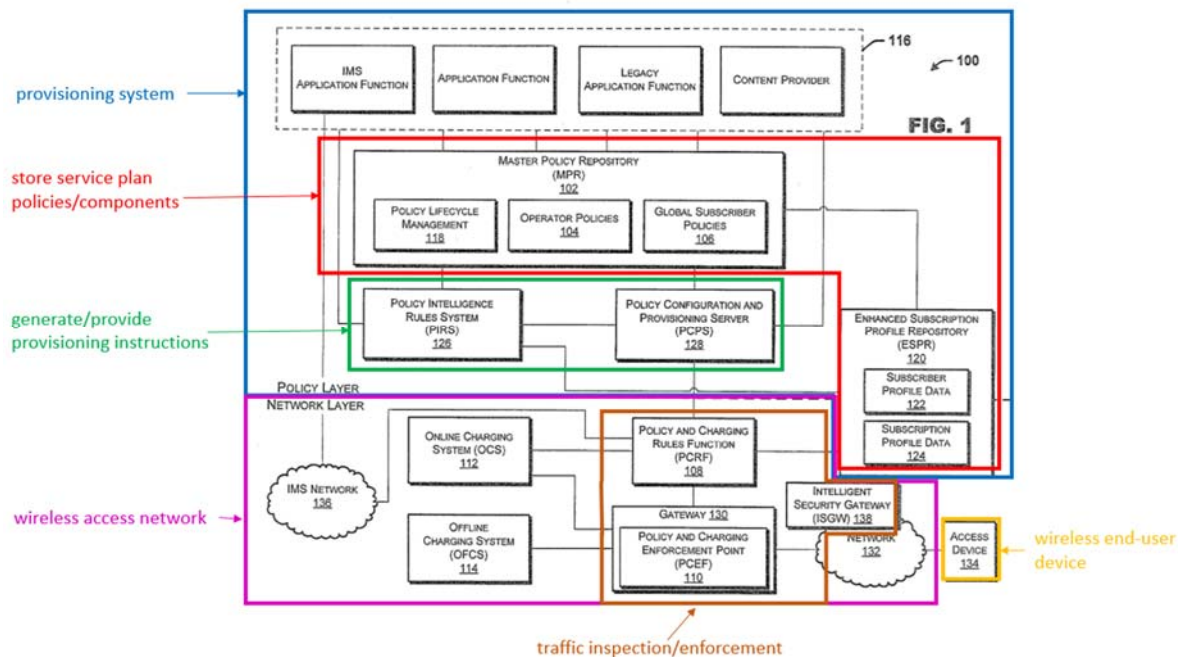 116
100
IMS
APPLICATION FUNCTION
APPLICATION FUNCTION
LEGACY
APPLICATION FUNCTION
CONTENT PROVIDER
provisioning system
FIG. 1
MASTER POLICY REPOSITORY
(MPR)
102
store service plan
policies/components
POLICY LIFECYCLE
MANAGEMENT
118
OPERATOR POLICIES
104
GLOBAL SUBSCRIBER
POLICIES
106
generate/provide
provisioning instructions
POLICY INTELLIGENCE
RULES SYSTEM
(PIRS)
126
POLICY CONFIGURATION AND
PROVISIONING SERVER
(PCPS)
128
ENHANCED SUBSCRIPTION
PROFILE REPOSITORY
(ESPR)
120
SUBSCRIBER
PROFILE DATA
122
SUBSCRIPTION
PROFILE DATA
124
POLICY LAYER
NETWORK LAYER
wireless access network
IMS NETWORK
136
ONLINE CHARGING
SYSTEM (OCS)
112
POLICY AND CHARGING
RULES FUNCTION
(PCRF)
108
OFFLINE
CHARGING SYSTEM
(OFCS)
114
GATEWAY 130
POLICY AND CHARGING
ENFORCEMENT POINT
(PCEF)
110
INTELLIGENT
SECURITY GATEWAY
(ISGW) 138
NETWORK
132
ACCESS
DEVICE
134
wireless end-user
device
traffic inspection/enforcement